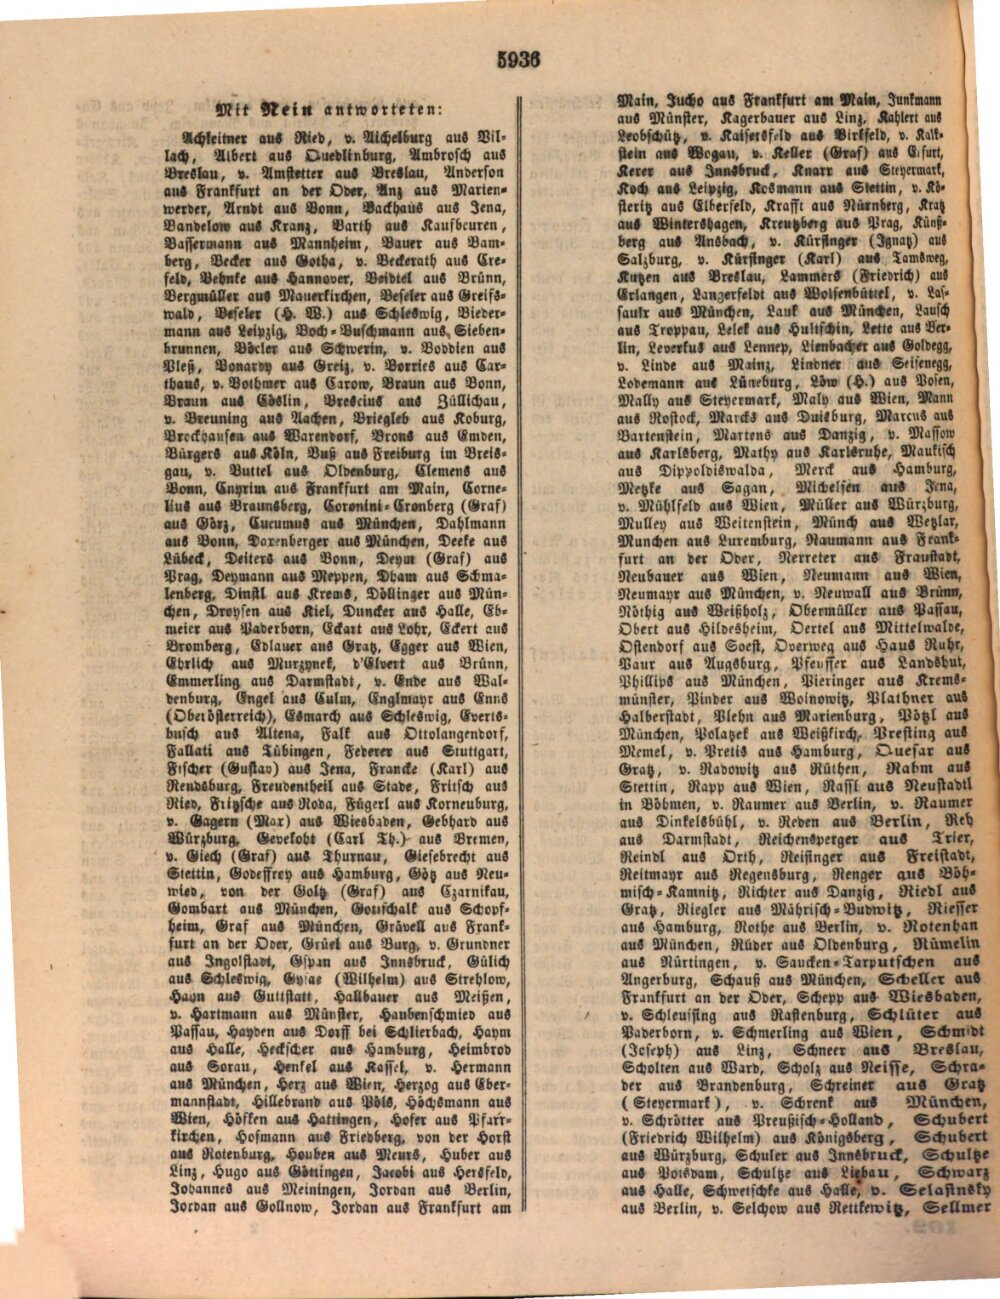 5936
Mit Nein antworteten:
Achleitner aus Ried, v. Aichelburg aus Vil-
lach, Albert aus Quedlinburg, Ambrosch aus
Breslau, v. Amstetter aus Breslau, Anderson
aus Frankfurt an der Oder, Anz aus Marien-
werder, Arndt aus Bonn, Backhaus aus Jena,
Bandelow aus Kranz, Barth aus Kaufbeuren,
Bassermann aus Mannheim, Bauer aus Bam-
berg, Becker aus Gotha, v. Beckerath aus Cre-
feld, Behnke aus Hannover, Beidtel aus Brünn,
Bergmüller aus Mauerkirchen, Beseler aus Greifs-
wald, Beseler (H. W.) aus Schleswig, Bieder-
mann aus Leipzig, Boch-Buschmann aus Sieben-
brunnen, Böcler aus Schwerin, v. Boddien aus
Pleß, Bonardy aus Greiz, v. Borries aus Car-
thaus, v. Bothmer aus Carow, Braun aus Bonn,
Braun aus Cöslin, Brescius aus Züllichau,
v. Breuning aus Aachen, Briegleb aus Koburg,
Brockhausen aus Warendorf, Brons aus Emden,
Bürgers aus Köln, Buß aus Freiburg im Breis-
gau, v. Buttel aus Oldenburg, Clemens aus
Bonn, Cnyrim aus Frankfurt am Main, Corne-
lius aus Braunsberg, Coronini-Cronberg (Graf)
aus Görz, Cucumus aus München, Dahlmann
aus Bonn, Daxenberger aus München, Deeke aus
Lübeck, Deiters aus Bonn, Deym (Graf) aus
Prag, Deymann aus Meppen, Dham aus Schma-
lenberg, Dinstl aus Krems, Döllinger aus Mün-
chen, Droysen aus Kiel, Duncker aus Halle, Eb-
meier aus Paderborn, Eckart aus Lohr, Eckert aus
Bromberg, Edlauer aus Gratz, Egger aus Wien,
Ehrlich aus Murzynek, d'Elvert aus Brünn,
Emmerling aus Darmstadt, v. Ende aus Wal-
denburg, Engel aus Culm, Englmayr aus Enns
(Oberösterreich), Esmarch aus Schleswig, Everts-
busch aus Altena, Falk aus Ottolangendorf,
Fallati aus Tübingen, Federer aus Stuttgart,
Fischer (Gustav) aus Jena, Francke (Karl) aus
Rendsburg, Freudentheil aus Stade, Fritsch aus
Ried, Fritzsche aus Roda, Fügerl aus Korneuburg,
v. Gagern (Max) aus Wiesbaden, Gebhard aus
Würzburg, Gevekoht (Carl Th.) aus Bremen,
v. Giech (Graf) aus Thurnau, Giesebrecht aus
Stettin, Godeffroy aus Hamburg, Götz aus Neu-
wied, von der Goltz (Graf) aus Czarnikau,
Gombart aus München, Gottschalk aus Schopf-
heim, Graf aus München, Grävell aus Frank-
furt an der Oder, Grüel aus Burg, v. Grundner
aus Ingolstadt, Gspan aus Innsbruck, Gülich
aus Schleswig, Gysae (Wilhelm) aus Strehlow,
Hahn aus Guttstatt, Hallbauer aus Meißen,
v. Hartmann aus Münster, Haubenschmied aus
Passau, Hayden aus Dorff bei Schlierbach, Haym
aus Halle, Heckscher aus Hamburg, Heimbrod
aus Sorau, Henkel aus Kassel, v. Hermann
aus München, Herz aus Wien, Herzog aus Eber-
mannstadt, Hillebrand aus Pöls, Höchsmann aus
Wien, Höfken aus Hattingen, Hofer aus Pfarr-
kirchen, Hofmann aus Friedberg, von der Horst
aus Rotenburg, Houben aus Meurs, Huber aus
Linz, Hugo aus Göttingen, Jacobi aus Hersfeld,
Johannes aus Meiningen, Jordan aus Berlin,
Jordan aus Gollnow, Jordan aus Frankfurt am
Main, Jucho aus Frankfurt am Main, Junkmann
aus Münster, Kagerbauer aus Linz, Kahlert aus
Leobschütz, v. Kaisersfeld aus Birkfeld, v. Kalk-
stein aus Wogau, v. Keller (Graf) aus Erfurt,
Kerer aus Innsbruck, Knarr aus Steyermark,
Koch aus Leipzig, Kosmann aus Stettin, v. Kö-
steritz aus Elberfeld, Krafft aus Nürnberg, Kratz
aus Wintershagen, Kreutzberg aus Prag, Künß-
berg aus Ansbach, v. Kürsinger (Ignatz) aus
Salzburg, v. Kürsinger (Karl) aus Tamsweg,
Kutzen aus Breslau, Lammers (Friedrich) aus
Erlangen, Langerfeldt aus Wolfenbüttel, v. Las-
saulx aus München, Lauk aus München, Lausch
aus Troppau, Lelek aus Hultschin, Lette aus Ber-
lin, Leverkus aus Lennep, Lienbacher aus Goldegg,
v. Linde aus Mainz, Lindner aus Seisenegg,
Lodemann aus Lüneburg, Löw (H.) aus Posen,
Mally aus Steyermark, Maly aus Wien, Mann
aus Rostock, Marcks aus Duisburg, Marcus aus
Bartenstein, Martens aus Danzig, v. Massow
aus Karlsberg, Mathy aus Karlsruhe, Maukisch
aus Dippoldiswalda, Merck aus Hamburg,
Metzke aus Sagan, Michelsen aus Jena,
v. Mühlfeld aus Wien, Müller aus Würzburg,
Mulley aus Weitenstein, Münch aus Wetzlar,
Munchen aus Luxemburg, Naumann aus Frank-
furt an der Oder, Nerreter aus Fraustadt,
Neubauer aus Wien, Neumann aus Wien,
Neumayr aus München, v. Neuwall aus Brünn,
Nöthig aus Weißholz, Obermüller aus Passau,
Obert aus Hildesheim, Oertel aus Mittelwalde,
Ostendorf aus Soest, Overweg aus Haus Ruhr,
Paur aus Augsburg, Pfeuffer aus Landshut,
Phillips aus München, Pieringer aus Krems-
münster, Pinder aus Woinowitz, Plathner aus
Halberstadt, Plehn aus Marienburg, Pötzl aus
München, Polatzek aus Weißkirch, Presting aus
Memel, v. Pretis aus Hamburg, Quesar aus
Gratz, v. Radowitz aus Rüthen, Rahm aus
Stettin, Rapp aus Wien, Raffl aus Neustadtl
in Böhmen, v. Raumer aus Berlin, v. Raumer
aus Dinkelsbühl, v. Reden aus Berlin, Reh
aus Darmstadt, Reichensperger aus Trier,
Reindl aus Orth, Reisinger aus Freistadt,
Reitmayr aus Regensburg, Renger aus Böh-
misch-Kamnitz, Richter aus Danzig, Riedl aus
Gratz, Riegler aus Mährisch-Budwitz, Riesser
aus Hamburg, Rothe aus Berlin, v. Rotenhan
aus München, Rüder aus Oldenburg, Rümelin
aus Nürtingen, v. Saucken-Tarputschen aus
Angerburg, Schauß aus München, Scheller aus
Frankfurt an der Oder, Schepp aus Wiesbaden,
v. Schleusing aus Rastenburg, Schlüter aus
Paderborn, v. Schmerling aus Wien, Schmidt
(Joseph) aus Linz, Schneer aus Breslau,
Scholten aus Ward, Scholz aus Neisse, Schra-
der aus Brandenburg, Schreiner aus Gratz
(Steyermark), v. Schrenk aus München,
v. Schrötter aus Preußisch-Holland, Schubert
(Friedrich Wilhelm) aus Königsberg, Schubert
aus Würzburg, Schuler aus Innsbruck, Schultze
aus Potsdam, Schultze aus Liebau, Schwarz
aus Halle, Schwetschke aus Halle, v. Selasinsky
aus Berlin, v. Selchow aus Rettkewitz, Sellmer